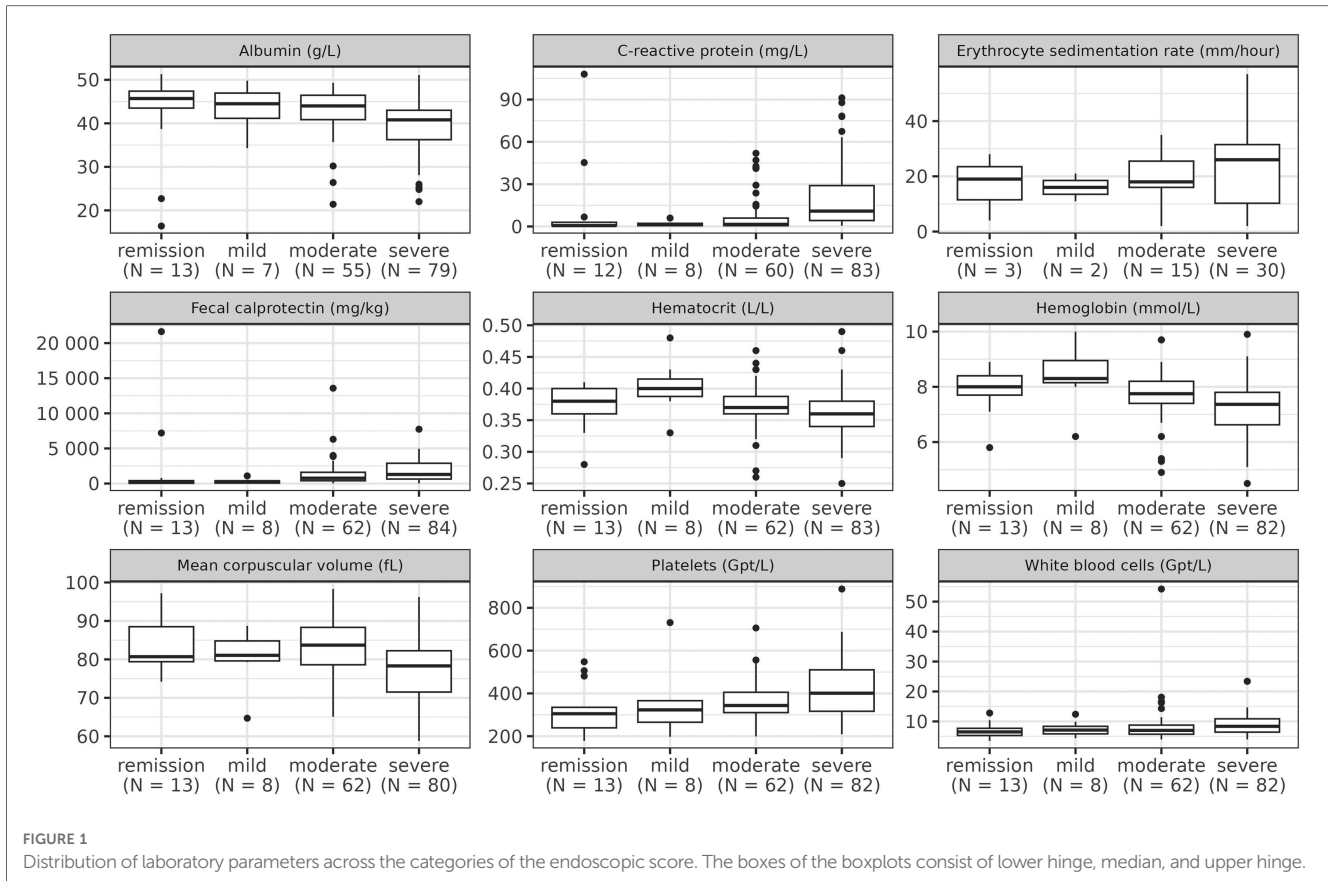 Albumin (g/L)
50
40
30
20
remission mild moderate severe
(N = 13) (N = 7) (N = 55) (N = 79)
C-reactive protein (mg/L)
90
60
30
0
remission mild moderate severe
(N = 12) (N = 8) (N = 60) (N = 83)
Erythrocyte sedimentation rate (mm/hour)
40
20
0
remission mild moderate severe
(N = 3) (N = 2) (N = 15) (N = 30)
Fecal calprotectin (mg/kg)
20 000
15 000
10 000
5 000
0
remission mild moderate severe
(N = 13) (N = 8) (N = 62) (N = 84)
Hematocrit (L/L)
0.50
0.45
0.40
0.35
0.30
0.25
remission mild moderate severe
(N = 13) (N = 8) (N = 62) (N = 83)
Hemoglobin (mmol/L)
10
8
6
remission mild moderate severe
(N = 13) (N = 8) (N = 62) (N = 82)
Mean corpuscular volume (fL)
100
90
80
70
60
remission mild moderate severe
(N = 13) (N = 8) (N = 62) (N = 80)
Platelets (Gpt/L)
800
600
400
200
remission mild moderate severe
(N = 13) (N = 8) (N = 62) (N = 82)
White blood cells (Gpt/L)
50
40
30
20
10
remission mild moderate severe
(N = 13) (N = 8) (N = 62) (N = 82)
FIGURE 1
Distribution of laboratory parameters across the categories of the endoscopic score. The boxes of the boxplots consist of lower hinge, median, and upper hinge.